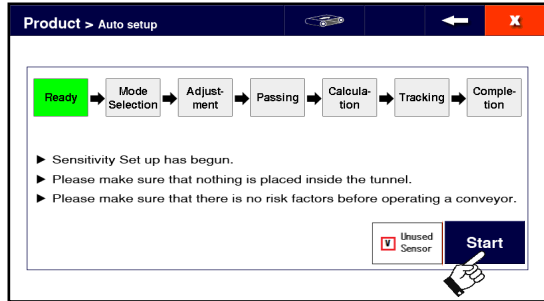 Product > Auto setup
X
Ready
Mode
Selection
Adjust-
ment
Passing
Calcula-
tion
Tracking
Comple-
tion
► Sensitivity Set up has begun.
► Please make sure that nothing is placed inside the tunnel.
► Please make sure that there is no risk factors before operating a conveyor.
V Unused
Sensor
Start